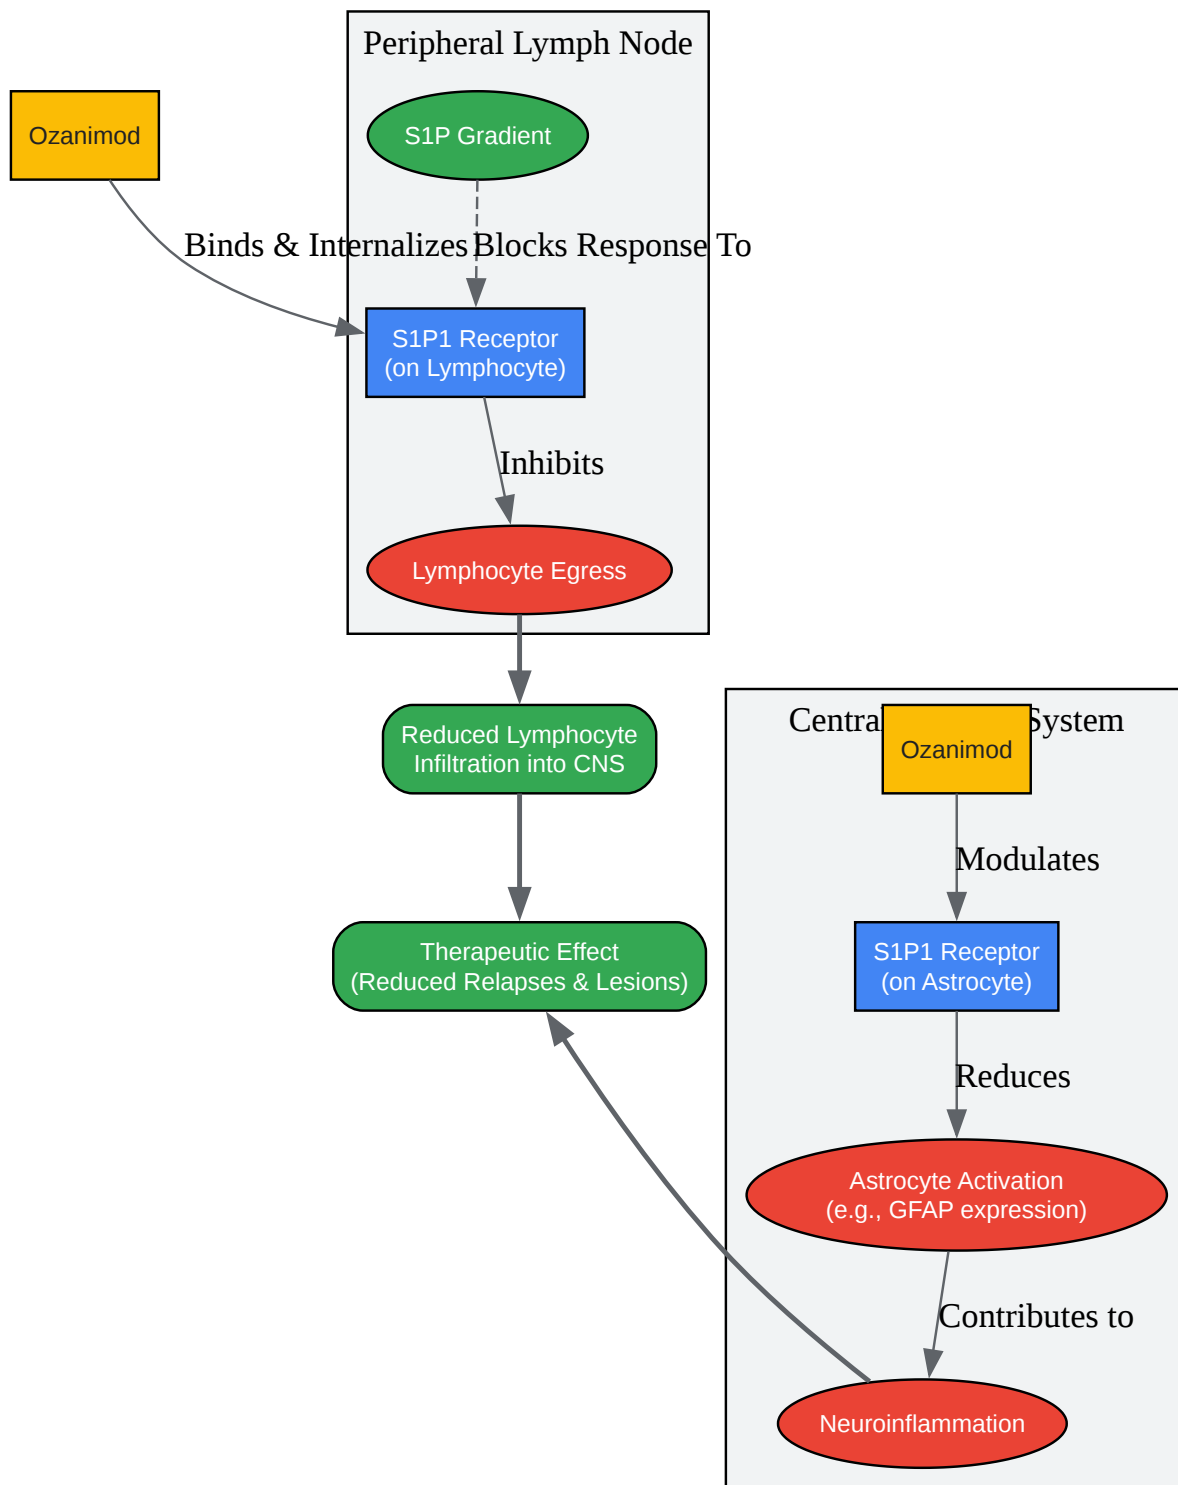 Peripheral Lymph Node
Ozanimod
S1P Gradient
Binds & Internalizes
Blocks Response To
S1P1 Receptor
(on Lymphocyte)
Inhibits
Lymphocyte Egress
Reduced Lymphocyte
Infiltration into CNS
Therapeutic Effect
(Reduced Relapses & Lesions)
System
Ozanimod
Modulates
S1P1 Receptor
(on Astrocyte)
Reduces
Astrocyte Activation
(e.g., GFAP expression)
Contributes to
Neuroinflammation